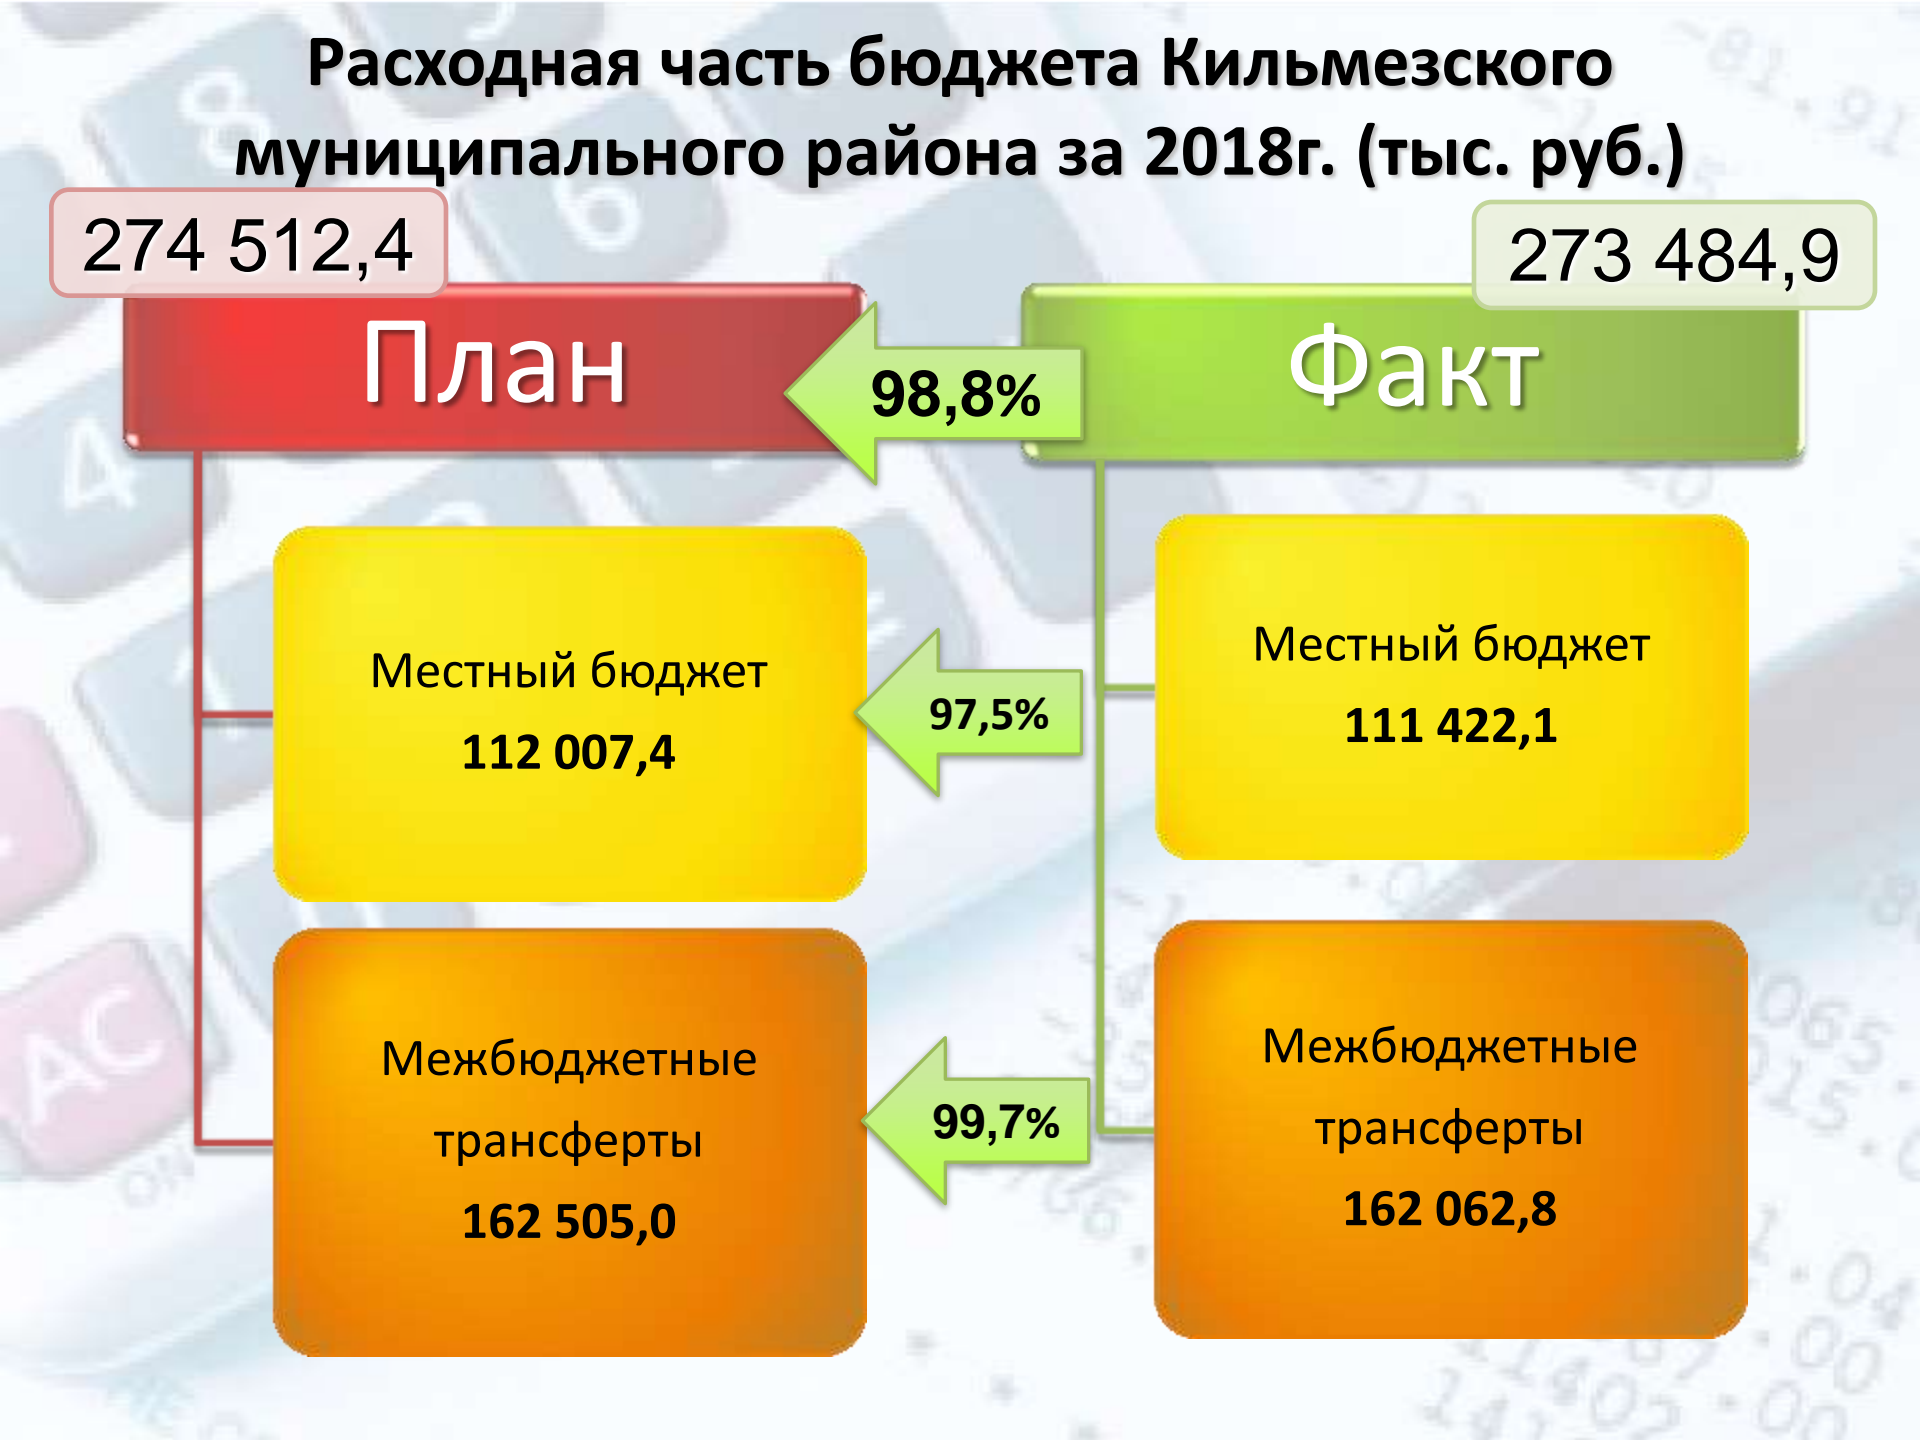 Расходная часть бюджета Кильмезского
муниципального района за 2018г. (тыс. руб.)
274 512,4
273 484,9
План
98,8%
Факт
Местный бюджет
112 007,4
97,5%
Местный бюджет
111 422,1
Межбюджетные
трансферты
162 505,0
99,7%
Межбюджетные
трансферты
162 062,8